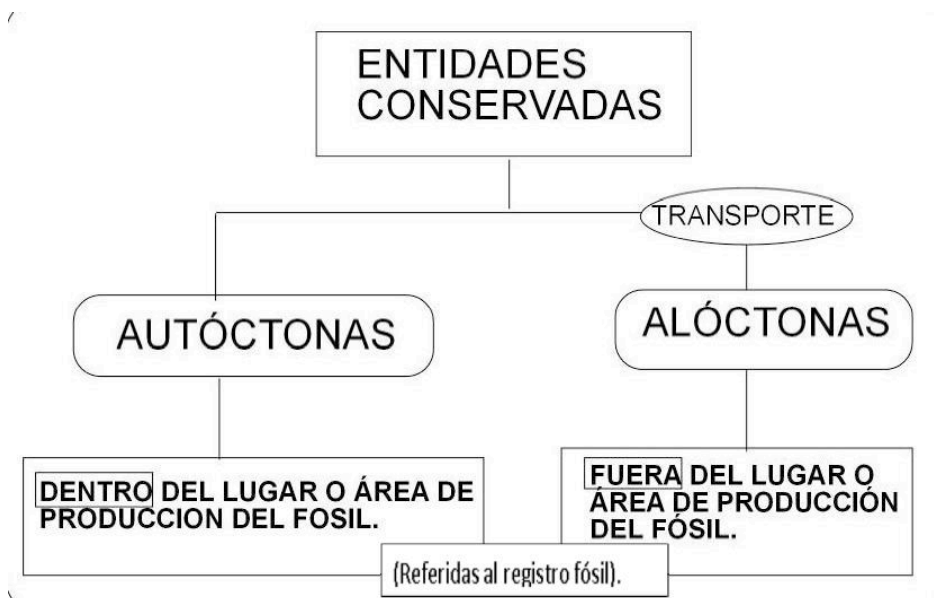 ENTIDADES
CONSERVADAS
TRANSPORTE
AUTÓCTONAS
ALÓCTONAS
DENTRO DEL LUGAR O ÁREA DE
PRODUCCION DEL FOSIL.
FUERA DEL LUGAR O
ÁREA DE PRODUCCIÓN
DEL FÓSIL.
(Referidas al registro fósil).